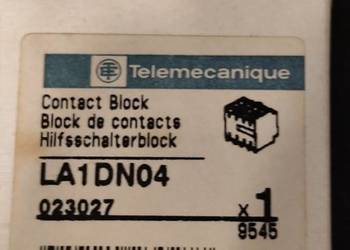 Telemecanique
Contact Block
Block de contacts
Hilfsschalterblock
LA1DN04
023027
x1
9545